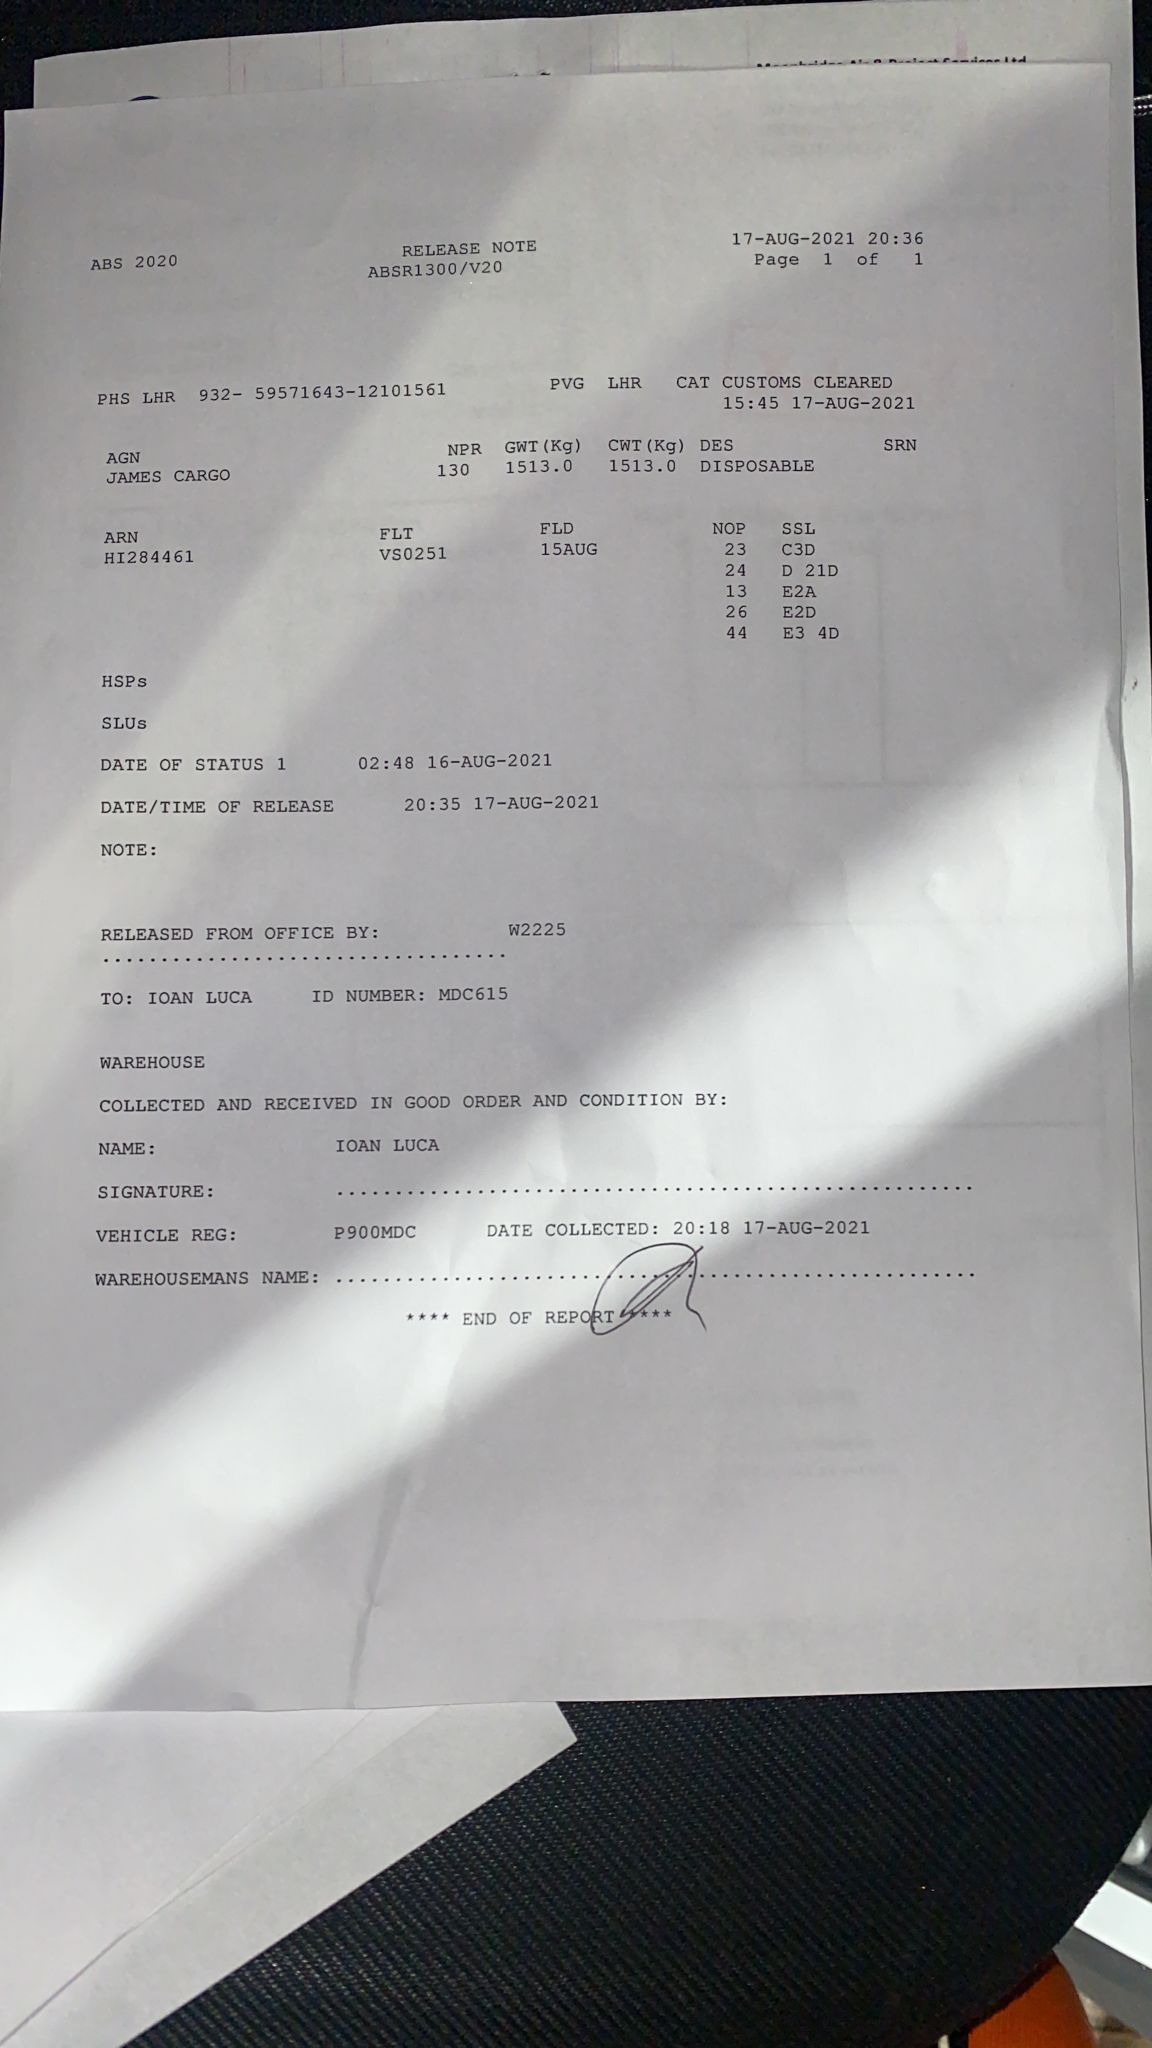 ABS 2020 RELEASE NOTE 17-AUG-2021 20:36
ABSR1300/V20 Page 1 of 1
PHS LHR 932- 59571643-12101561 PVG LHR CAT CUSTOMS CLEARED
15:45 17-AUG-2021
AGN NPR GWT(Kg) CWT(Kg) DES SRN
JAMES CARGO 130 1513.0 1513.0 DISPOSABLE
ARN FLT FLD NOP SSL
HI284461 VS0251 15AUG 23 C3D
24 D 21D
13 E2A
26 E2D
44 E3 4D
HSPs
SLUs
DATE OF STATUS 1 02:48 16-AUG-2021
DATE/TIME OF RELEASE 20:35 17-AUG-2021
NOTE:
RELEASED FROM OFFICE BY: W2225
...................................
TO: IOAN LUCA ID NUMBER: MDC615
WAREHOUSE
COLLECTED AND RECEIVED IN GOOD ORDER AND CONDITION BY:
NAME: IOAN LUCA
SIGNATURE: .......................................................
VEHICLE REG: P900MDC DATE COLLECTED: 20:18 17-AUG-2021
WAREHOUSEMANS NAME: .......................................................
**** END OF REPORT ****